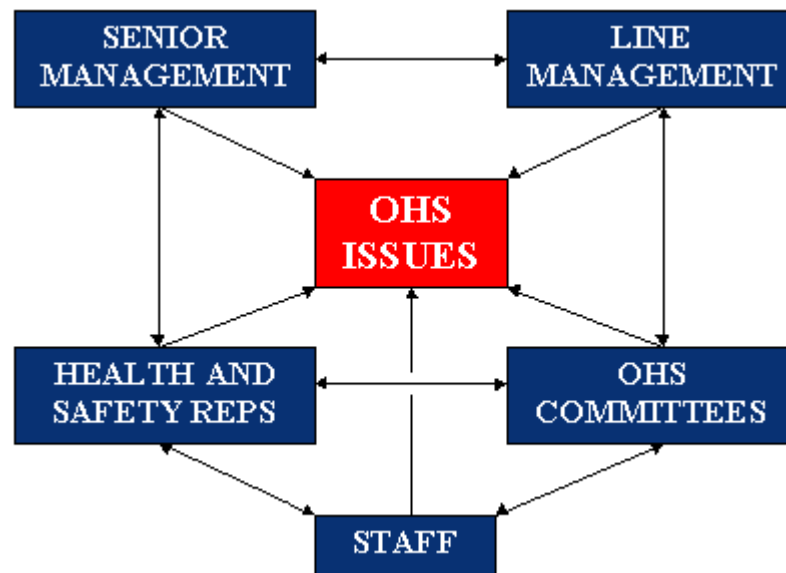 SENIOR
MANAGEMENT
LINE
MANAGEMENT
OHS
ISSUES
HEALTH AND
SAFETY REPS
OHS
COMMITTEES
STAFF